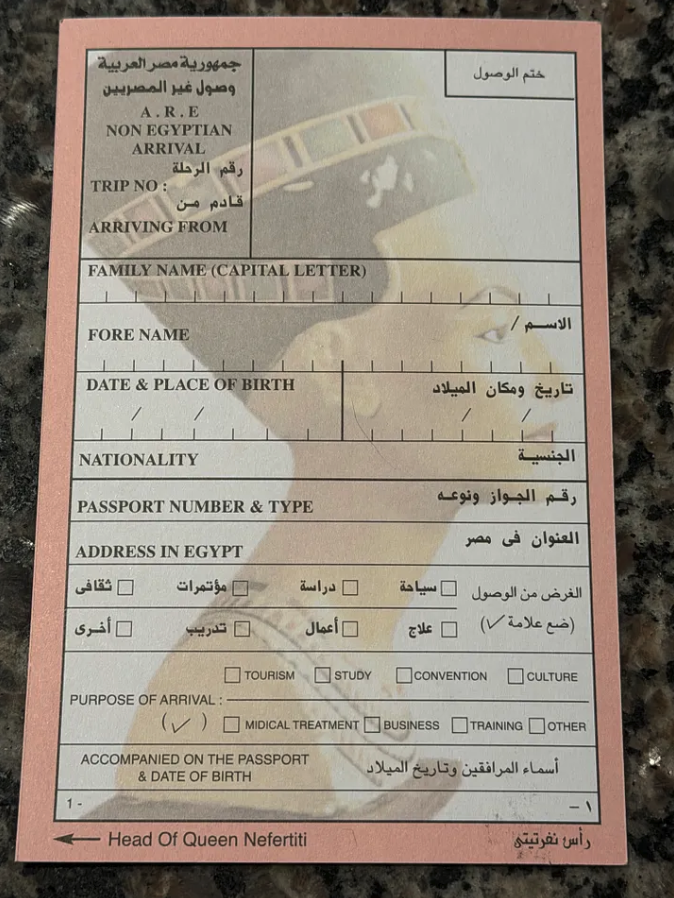 جمهورية مصر العربية
وصول غير المصريين
A . R . E
NON EGYPTIAN
ARRIVAL
رقم الرحلة
TRIP NO :
قادم من
ARRIVING FROM
ختم الوصول
FAMILY NAME (CAPITAL LETTER)
FORE NAME
الاسم /
DATE & PLACE OF BIRTH
تاريخ ومكان الميلاد
/ /
/ /
NATIONALITY
الجنسية
PASSPORT NUMBER & TYPE
رقم الجواز ونوعه
ADDRESS IN EGYPT
العنوان فى مصر
الغرض من الوصول
سياحة دراسة مؤتمرات ثقافى
(ضع علامة ✓)
علاج أعمال تدريب أخرى
TOURISM STUDY CONVENTION CULTURE
PURPOSE OF ARRIVAL :
(✓) MIDICAL TREATMENT BUSINESS TRAINING OTHER
ACCOMPANIED ON THE PASSPORT
& DATE OF BIRTH
أسماء المرافقين وتاريخ الميلاد
1 -
١ –
Head Of Queen Nefertiti
رأس نفرتيتى